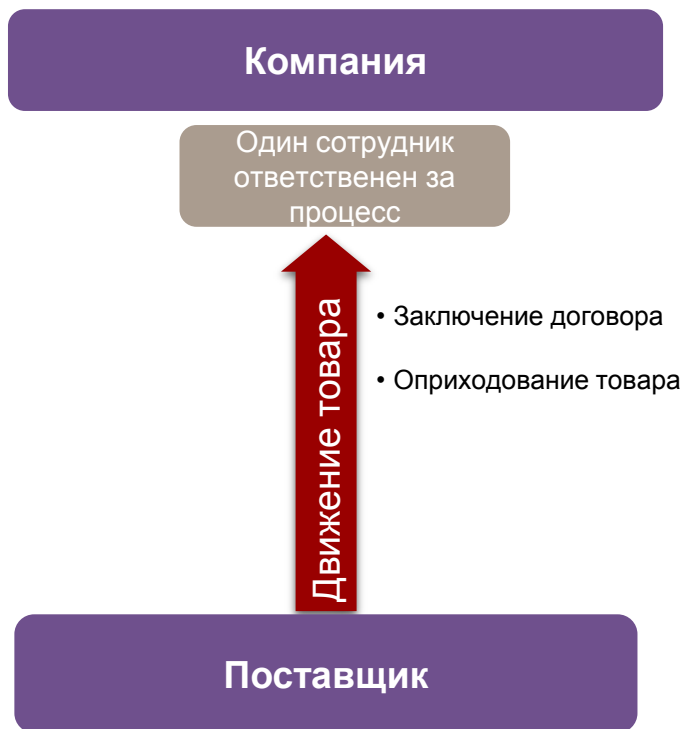 Компания
Один сотрудник
ответственен за
процесс
Движение товара
• Заключение договора
• Оприходование товара
Поставщик